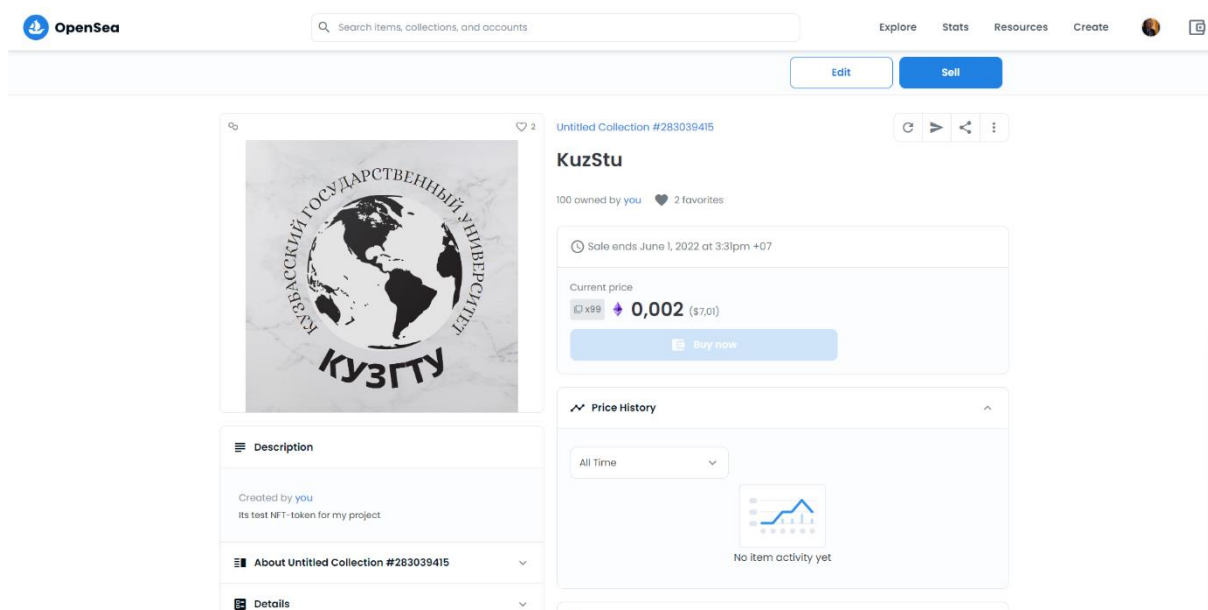 OpenSea
Search items, collections, and accounts
Explore Stats Resources Create
Edit Sell
2
КУЗБАССКИЙ ГОСУДАРСТВЕННЫЙ УНИВЕРСИТЕТ
КУЗГТУ
Untitled Collection #283039415
KuzStu
100 owned by you 2 favorites
Sale ends June 1, 2022 at 3:31pm +07
Current price
x99 0,002 ($7,01)
Buy now
Price History
All Time
No item activity yet
Description
Created by you
Its test NFT-token for my project
About Untitled Collection #283039415
Details